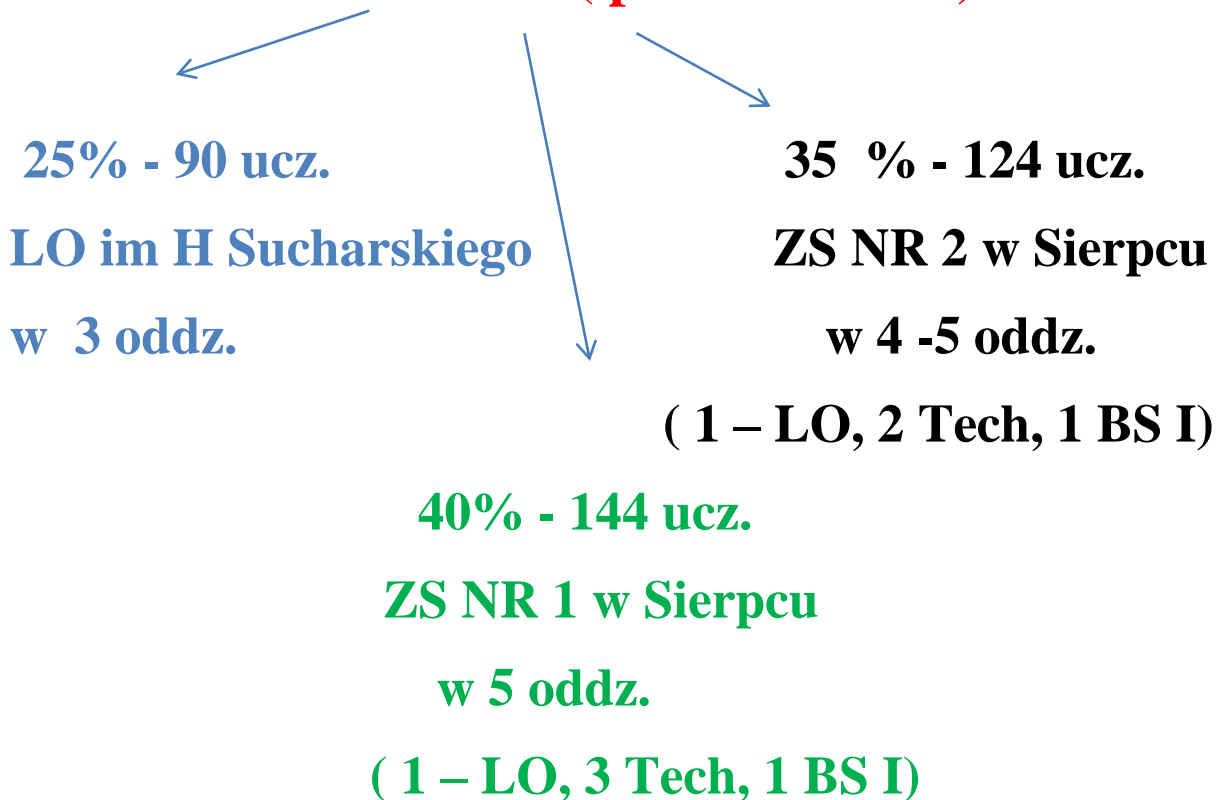 25% - 90 ucz.
LO im H Sucharskiego
w 3 oddz.
35 % - 124 ucz.
ZS NR 2 w Sierpcu
w 4 -5 oddz.
( 1 – LO, 2 Tech, 1 BS I)
40% - 144 ucz.
ZS NR 1 w Sierpcu
w 5 oddz.
( 1 – LO, 3 Tech, 1 BS I)